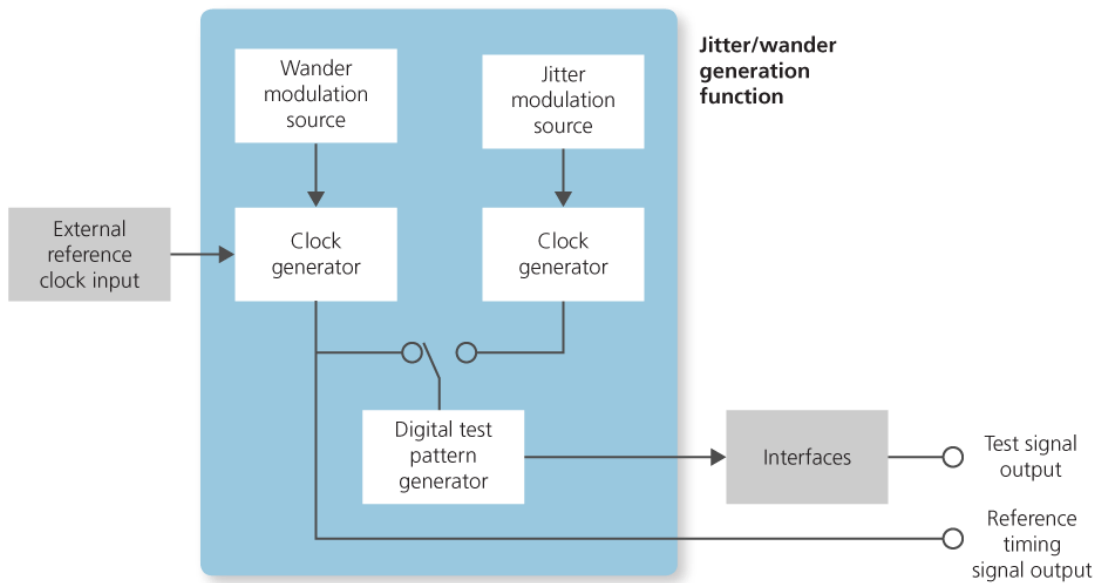 Jitter/wander
generation
function
Wander
modulation
source
Jitter
modulation
source
External
reference
clock input
Clock
generator
Clock
generator
Digital test
pattern
generator
Interfaces
Test signal
output
Reference
timing
signal output